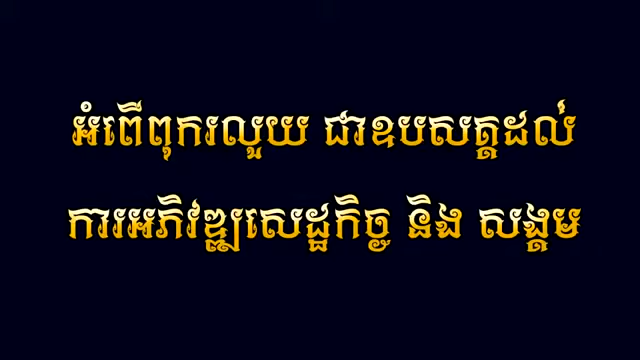 អំពើពុករលួយ ជាឧបសគ្គដល់
ការអភិវឌ្ឍសេដ្ឋកិច្ច និង សង្គម